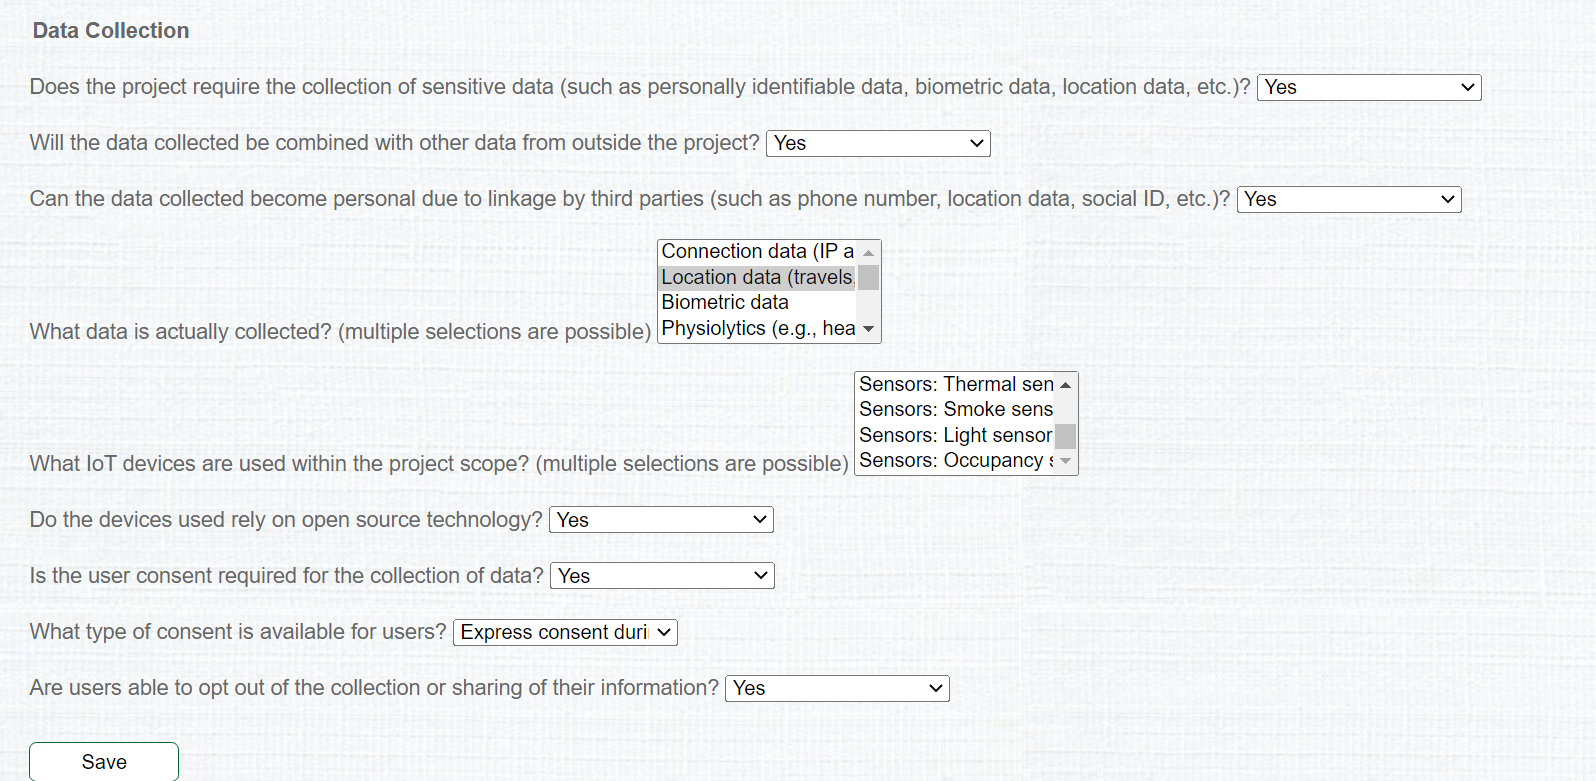 Data Collection
Does the project require the collection of sensitive data (such as personally identifiable data, biometric data, location data, etc.)? Yes
Will the data collected be combined with other data from outside the project? Yes
Can the data collected become personal due to linkage by third parties (such as phone number, location data, social ID, etc.)? Yes
Connection data (IP a
Location data (travels,
Biometric data
Physiolytics (e.g., hea
What data is actually collected? (multiple selections are possible)
Sensors: Thermal sen
Sensors: Smoke sens
Sensors: Light sensor
Sensors: Occupancy s
What IoT devices are used within the project scope? (multiple selections are possible)
Do the devices used rely on open source technology? Yes
Is the user consent required for the collection of data? Yes
What type of consent is available for users? Express consent duri
Are users able to opt out of the collection or sharing of their information? Yes
Save